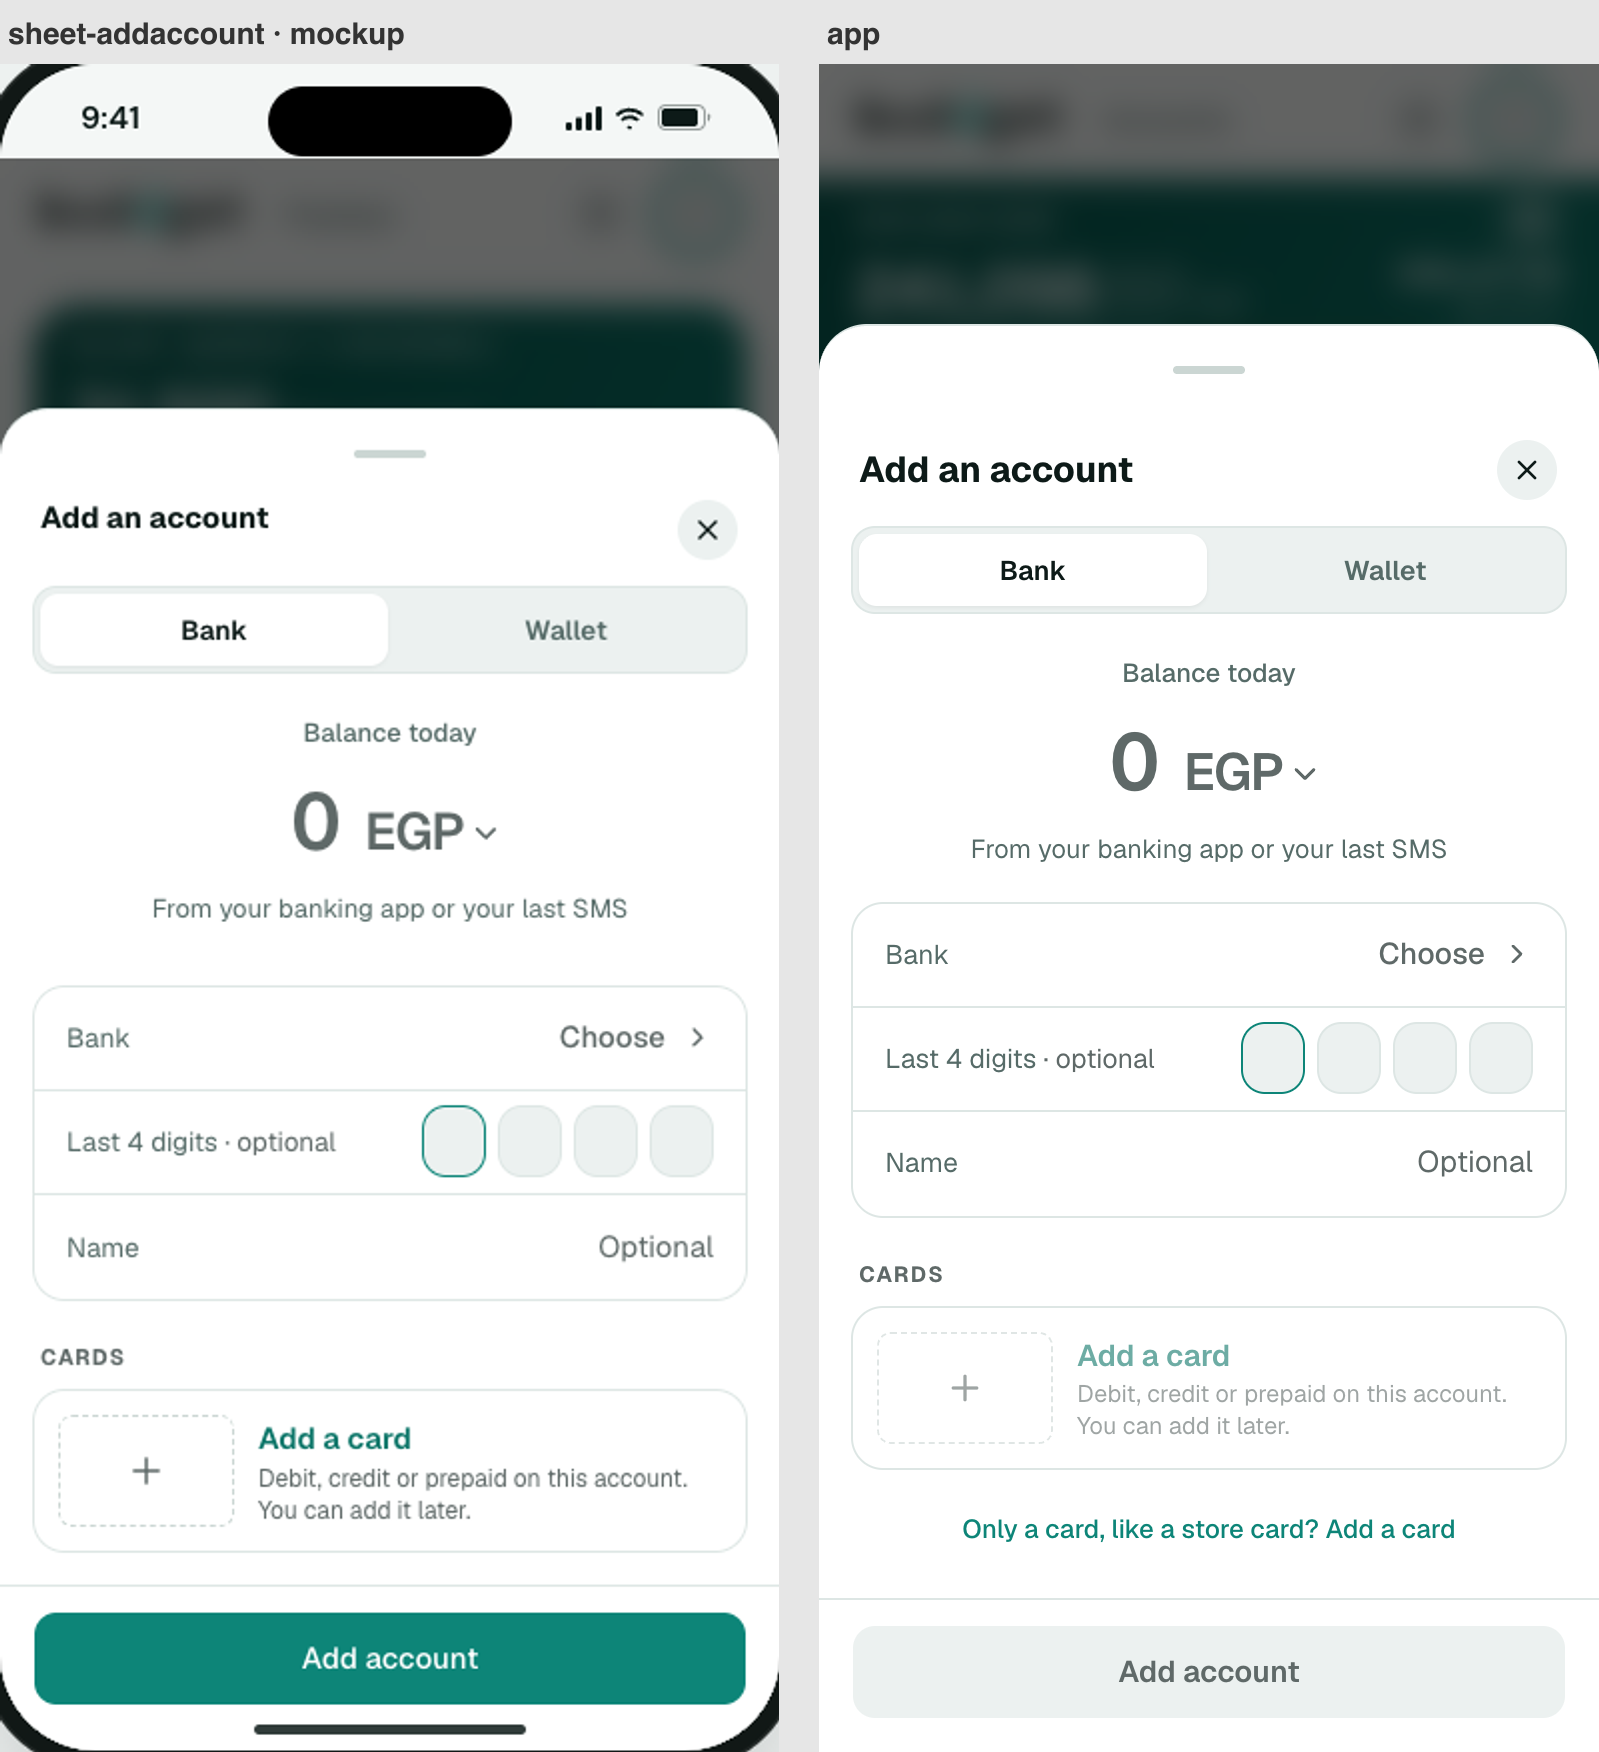 sheet-addaccount · mockup
9:41
Add an account
Bank
Wallet
Balance today
0 EGP
From your banking app or your last SMS
Bank
Choose
Last 4 digits · optional
Name
Optional
CARDS
Add a card
Debit, credit or prepaid on this account.
You can add it later.
Add account
app
Add an account
Bank
Wallet
Balance today
0 EGP
From your banking app or your last SMS
Bank
Choose
Last 4 digits · optional
Name
Optional
CARDS
Add a card
Debit, credit or prepaid on this account.
You can add it later.
Only a card, like a store card? Add a card
Add account